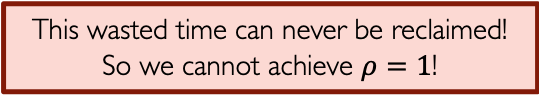 This wasted time can never be reclaimed!
So we cannot achieve 𝝆 = 𝟏!